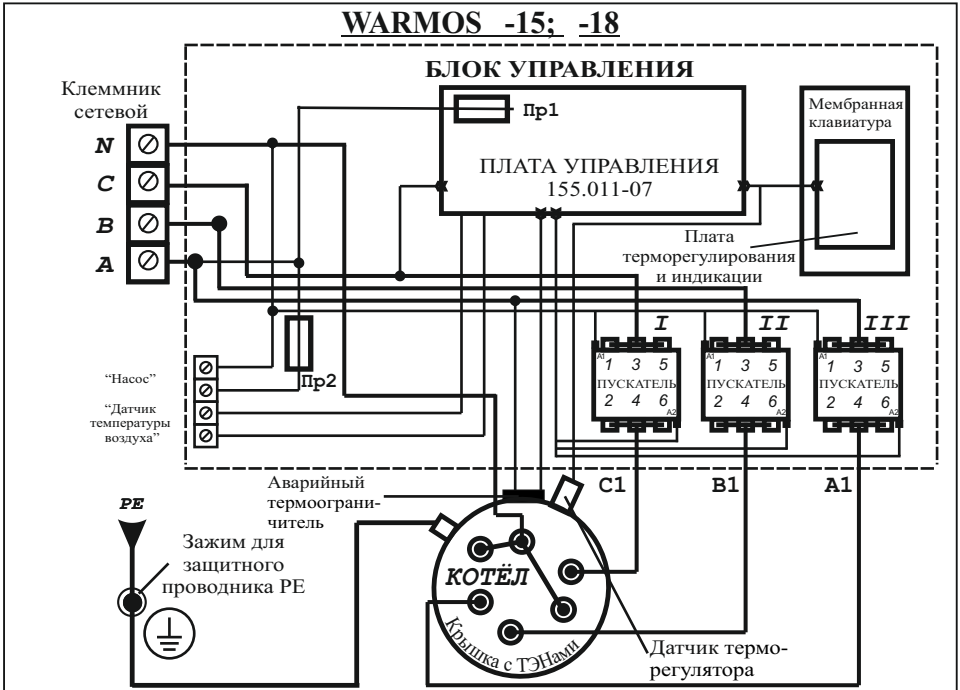 WARMOS -15; -18
БЛОК УПРАВЛЕНИЯ
Клеммник
сетевой
N
C
B
A
Пр1
ПЛАТА УПРАВЛЕНИЯ
155.011-07
Мембранная
клавиатура
Плата
терморегулирования
и индикации
I
II
III
A1
1 3 5
ПУСКАТЕЛЬ
2 4 6
A2
A1
1 3 5
ПУСКАТЕЛЬ
2 4 6
A2
A1
1 3 5
ПУСКАТЕЛЬ
2 4 6
A2
Пр2
“Насос”
“Датчик
температуры
воздуха”
C1
B1
A1
Аварийный
термоограни-
читель
PE
Зажим для
защитного
проводника PE
КОТЁЛ
Крышка с ТЭНами
Датчик термо-
регулятора